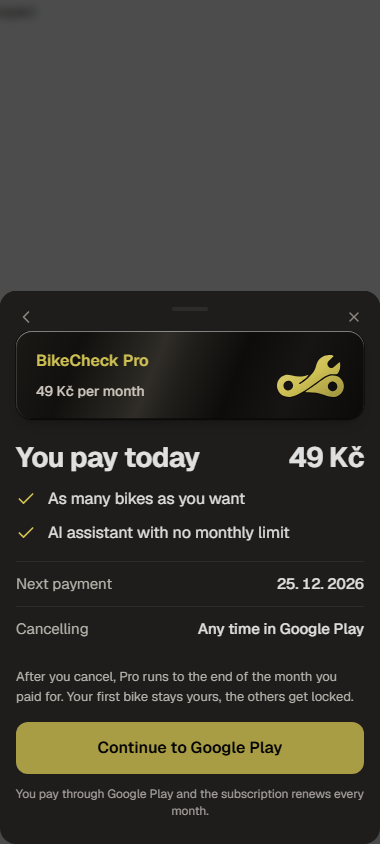 BikeCheck Pro
49 Kč per month
You pay today 49 Kč
As many bikes as you want
AI assistant with no monthly limit
Next payment 25. 12. 2026
Cancelling Any time in Google Play
After you cancel, Pro runs to the end of the month you
paid for. Your first bike stays yours, the others get locked.
Continue to Google Play
You pay through Google Play and the subscription renews every
month.